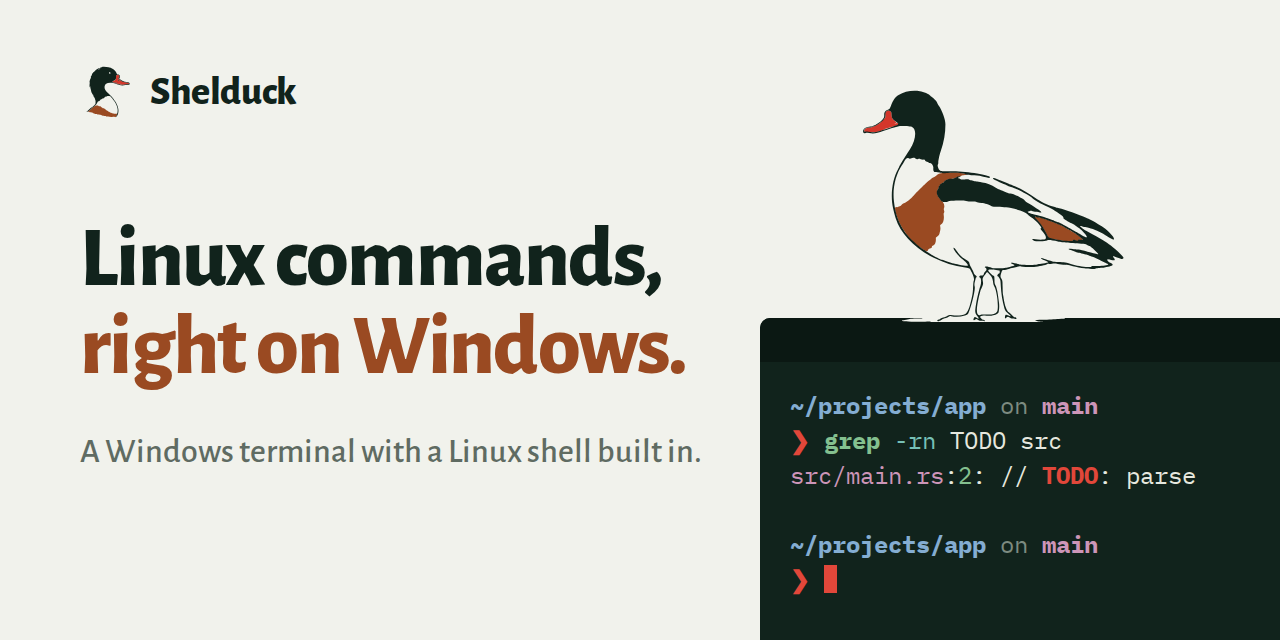 Shelduck
Linux commands,
right on Windows.
A Windows terminal with a Linux shell built in.
~/projects/app on main
❯ grep -rn TODO src
src/main.rs:2: // TODO: parse
~/projects/app on main
❯